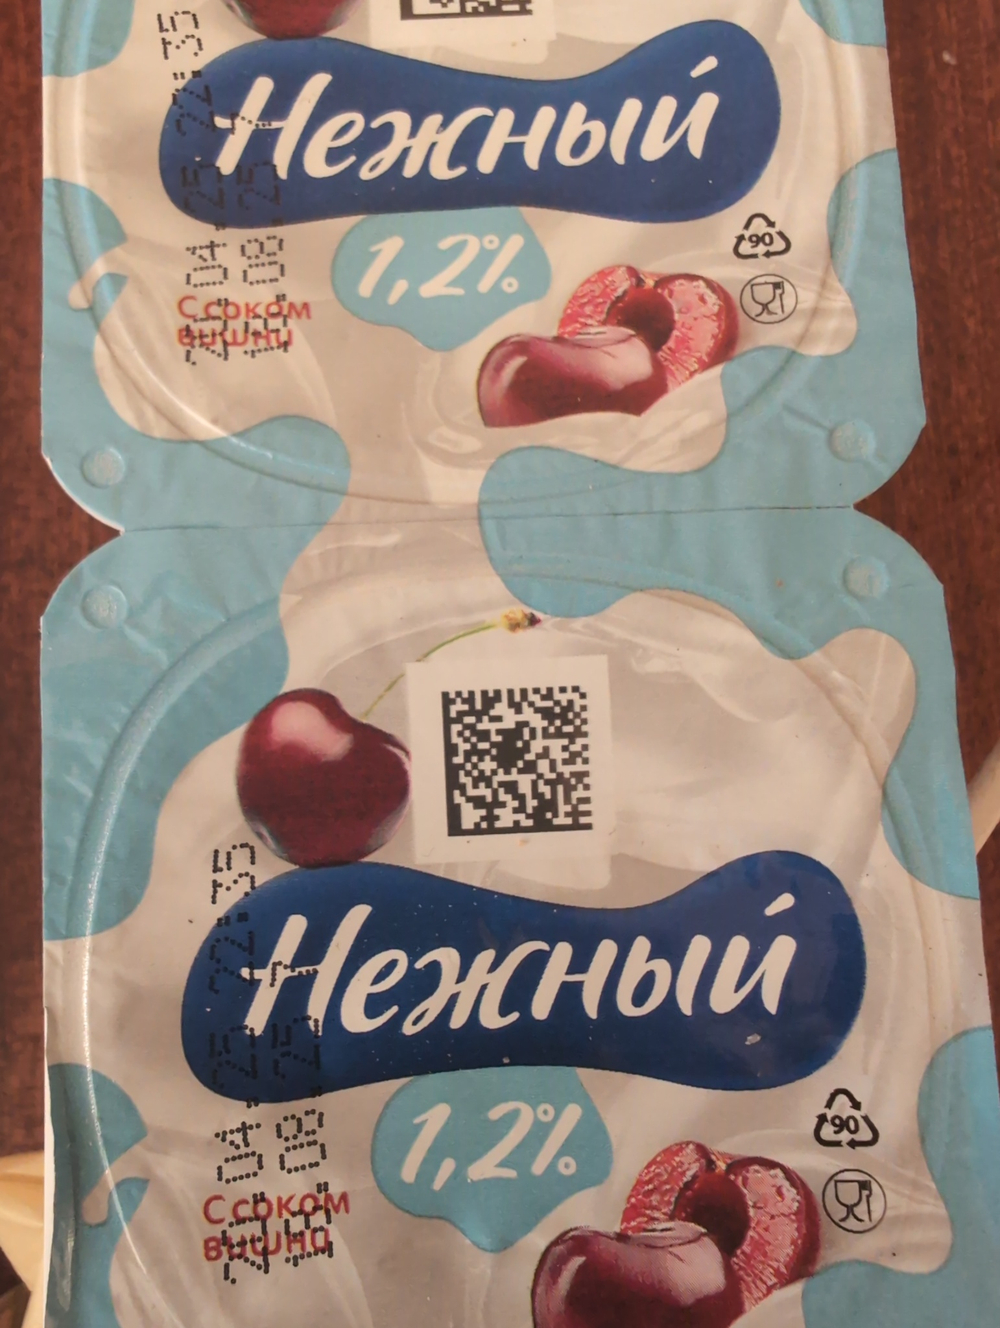 Нежный
1,2%
90
С соком
вишни
Нежный
1,2%
90
С соком
вишни